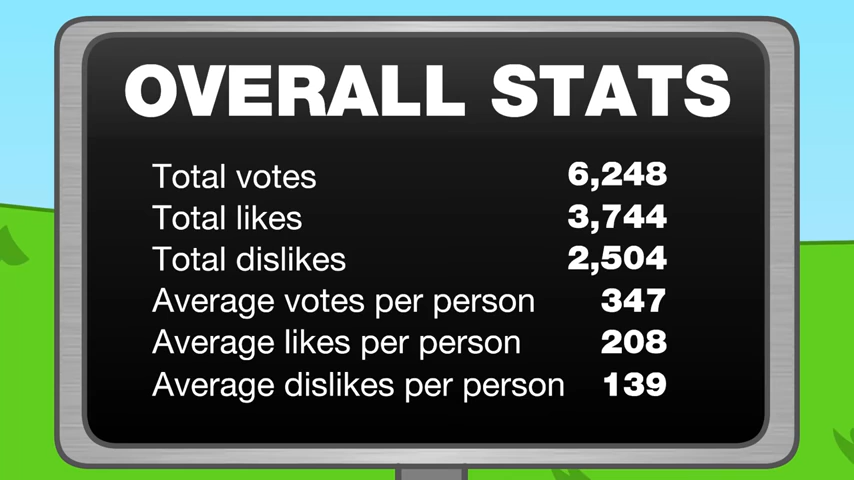 OVERALL STATS
Total votes 6,248
Total likes 3,744
Total dislikes 2,504
Average votes per person 347
Average likes per person 208
Average dislikes per person 139